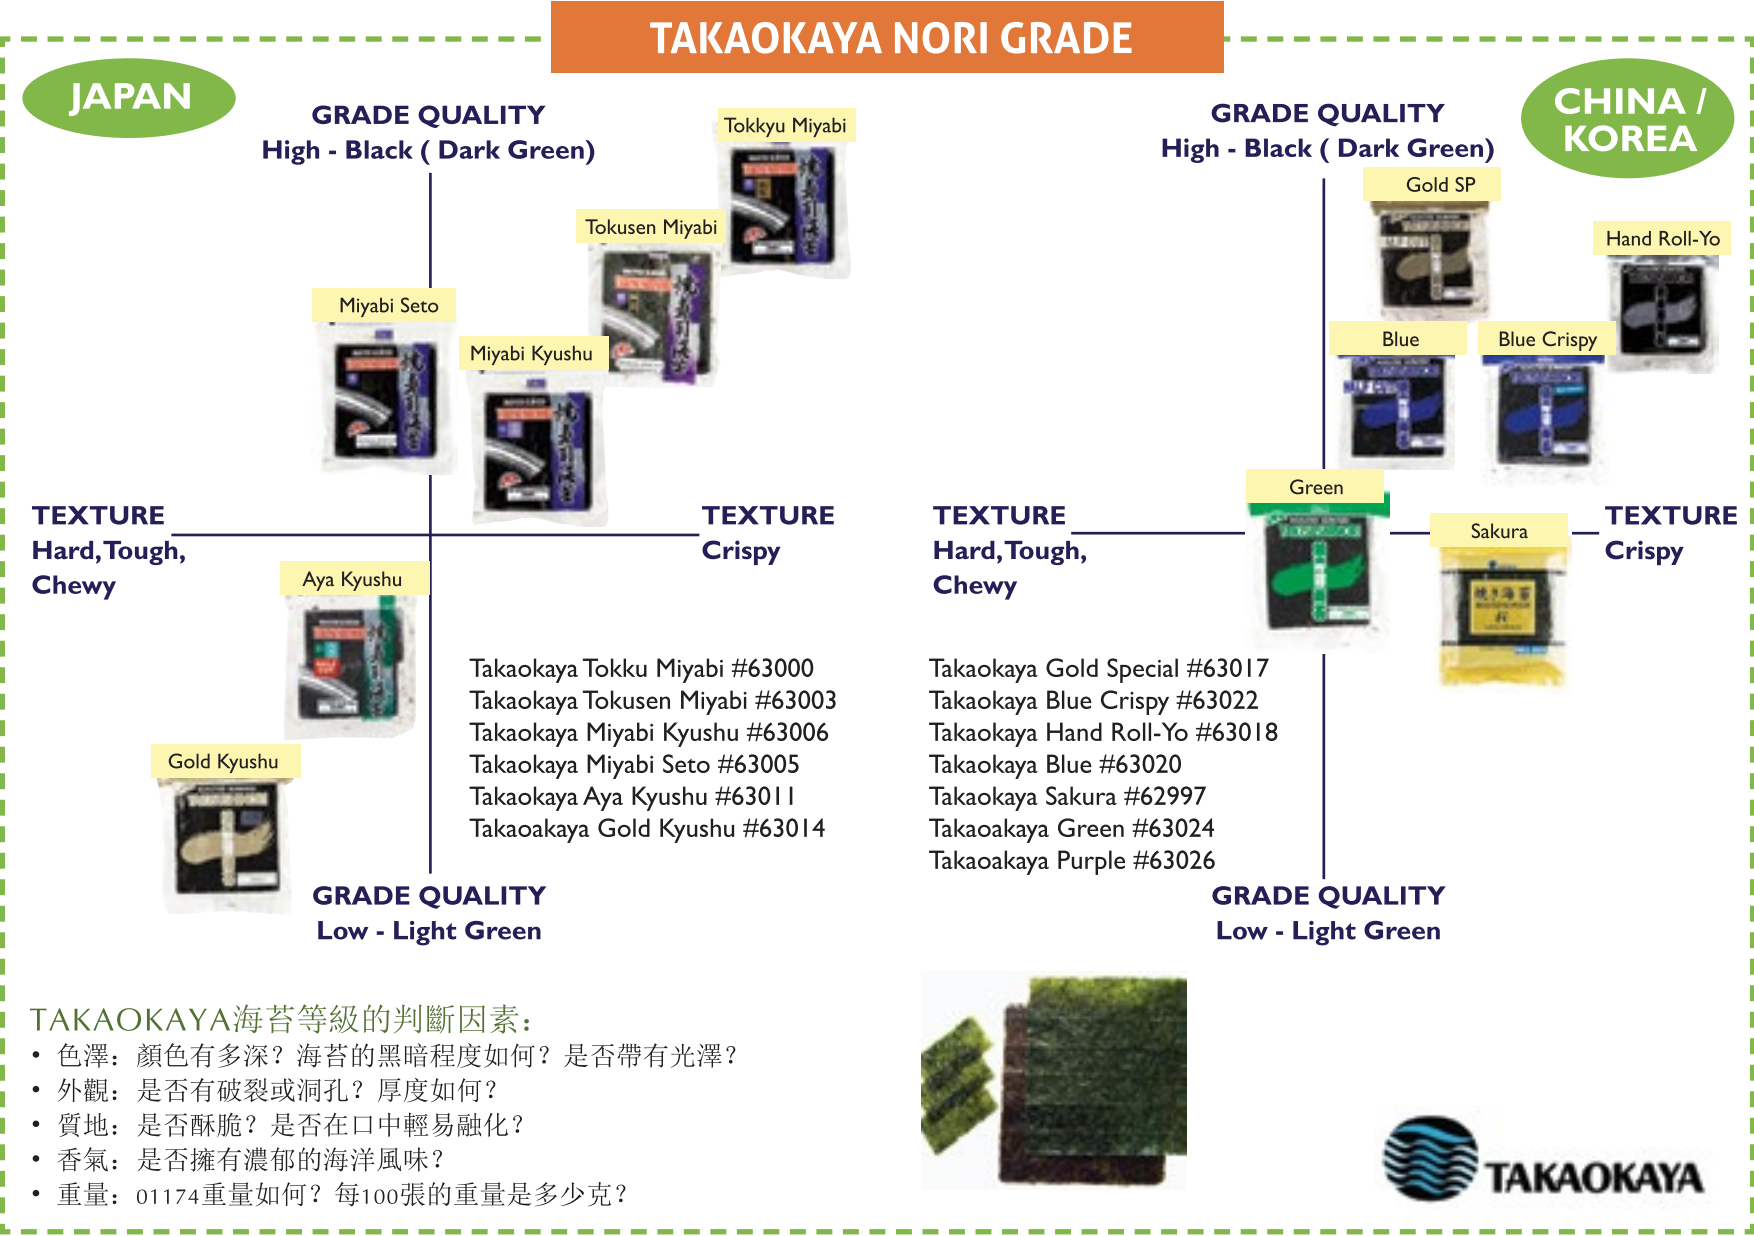 TAKAOKAYA NORI GRADE
JAPAN
GRADE QUALITY
High - Black ( Dark Green)
Tokkyu Miyabi
Tokusen Miyabi
Miyabi Seto
Miyabi Kyushu
TEXTURE
Hard, Tough,
Chewy
TEXTURE
Crispy
Aya Kyushu
Gold Kyushu
Takaokaya Tokku Miyabi #63000
Takaokaya Tokusen Miyabi #63003
Takaokaya Miyabi Kyushu #63006
Takaokaya Miyabi Seto #63005
Takaokaya Aya Kyushu #63011
Takaoakaya Gold Kyushu #63014
GRADE QUALITY
Low - Light Green
CHINA /
KOREA
GRADE QUALITY
High - Black ( Dark Green)
Gold SP
Hand Roll-Yo
Blue
Blue Crispy
HALF CUT
Green
Sakura
焼き海苔
TEXTURE
Hard, Tough,
Chewy
TEXTURE
Crispy
Takaokaya Gold Special #63017
Takaokaya Blue Crispy #63022
Takaokaya Hand Roll-Yo #63018
Takaokaya Blue #63020
Takaokaya Sakura #62997
Takaoakaya Green #63024
Takaoakaya Purple #63026
GRADE QUALITY
Low - Light Green
TAKAOKAYA海苔等級的判斷因素：
• 色澤：顏色有多深？海苔的黑暗程度如何？是否帶有光澤？
• 外觀：是否有破裂或洞孔？厚度如何？
• 質地：是否酥脆？是否在口中輕易融化？
• 香氣：是否擁有濃郁的海洋風味？
• 重量：01174重量如何？每100張的重量是多少克？
TAKAOKAYA